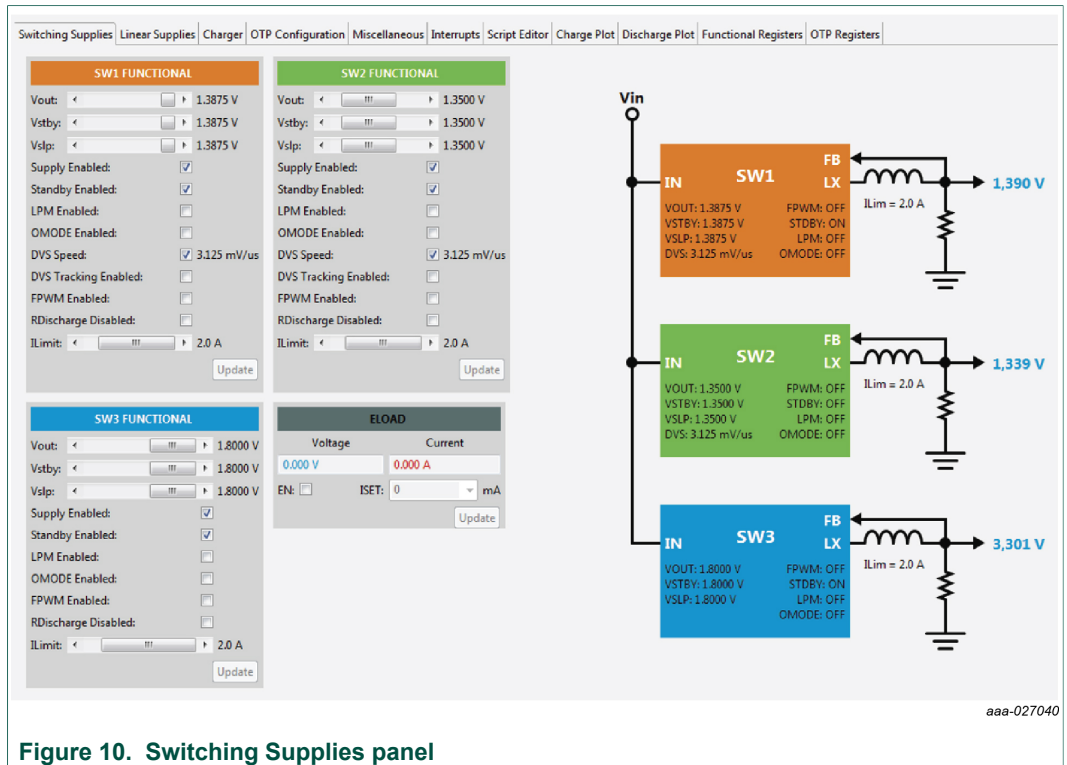 Switching Supplies Linear Supplies Charger OTP Configuration Miscellaneous Interrupts Script Editor Charge Plot Discharge Plot Functional Registers OTP Registers
SW1 FUNCTIONAL
Vout: 1.3875 V
Vstby: 1.3875 V
Vslp: 1.3875 V
Supply Enabled:
Standby Enabled:
LPM Enabled:
OMODE Enabled:
DVS Speed: 3.125 mV/us
DVS Tracking Enabled:
FPWM Enabled:
RDischarge Disabled:
ILimit: 2.0 A
Update
SW2 FUNCTIONAL
Vout: 1.3500 V
Vstby: 1.3500 V
Vslp: 1.3500 V
Supply Enabled:
Standby Enabled:
LPM Enabled:
OMODE Enabled:
DVS Speed: 3.125 mV/us
DVS Tracking Enabled:
FPWM Enabled:
RDischarge Disabled:
ILimit: 2.0 A
Update
SW3 FUNCTIONAL
Vout: 1.8000 V
Vstby: 1.8000 V
Vslp: 1.8000 V
Supply Enabled:
Standby Enabled:
LPM Enabled:
OMODE Enabled:
FPWM Enabled:
RDischarge Disabled:
ILimit: 2.0 A
Update
ELOAD
Voltage Current
0.000 V 0.000 A
EN: ISET: 0 mA
Update
Vin
FB
IN SW1 LX
1,390 V
ILim = 2.0 A
VOUT: 1.3875 V FPWM: OFF
VSTBY: 1.3875 V STDBY: ON
VSLP: 1.3875 V LPM: OFF
DVS: 3.125 mV/us OMODE: OFF
FB
IN SW2 LX
1,339 V
ILim = 2.0 A
VOUT: 1.3500 V FPWM: OFF
VSTBY: 1.3500 V STDBY: OFF
VSLP: 1.3500 V LPM: OFF
DVS: 3.125 mV/us OMODE: OFF
FB
IN SW3 LX
3,301 V
ILim = 2.0 A
VOUT: 1.8000 V FPWM: OFF
VSTBY: 1.8000 V STDBY: ON
VSLP: 1.8000 V LPM: OFF
OMODE: OFF
aaa-027040
Figure 10. Switching Supplies panel